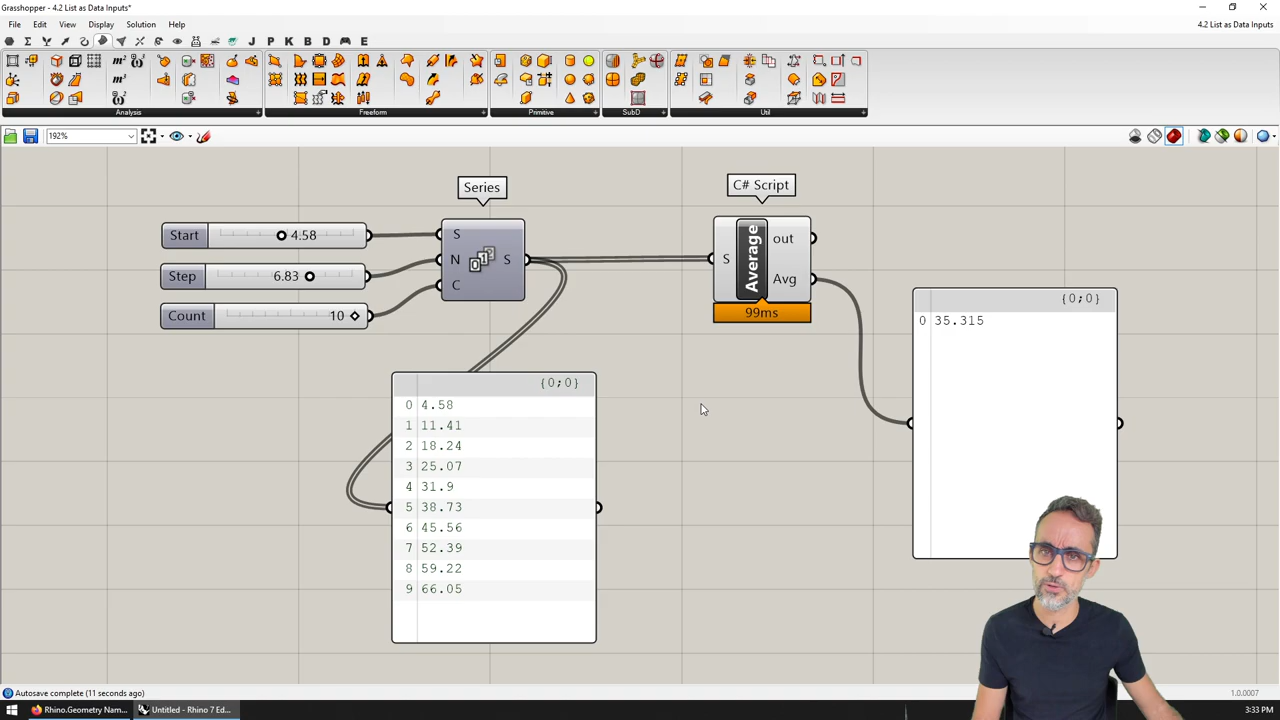 Grasshopper - 4.2 List as Data Inputs*
File Edit View Display Solution Help
4.2 List as Data Inputs
J P K B D E
Analysis
Freeform
Primitive
SubD
Util
192%
Series
C# Script
Start 4.58
Step 6.83
Count 10
S
N
C
S
S
Average
out
Avg
99ms
{0;0}
0 35.315
{0;0}
0 4.58
1 11.41
2 18.24
3 25.07
4 31.9
5 38.73
6 45.56
7 52.39
8 59.22
9 66.05
Autosave complete (11 seconds ago)
1.0.0007
Rhino.Geometry Nam...
Untitled - Rhino 7 Ed...
3:33 PM